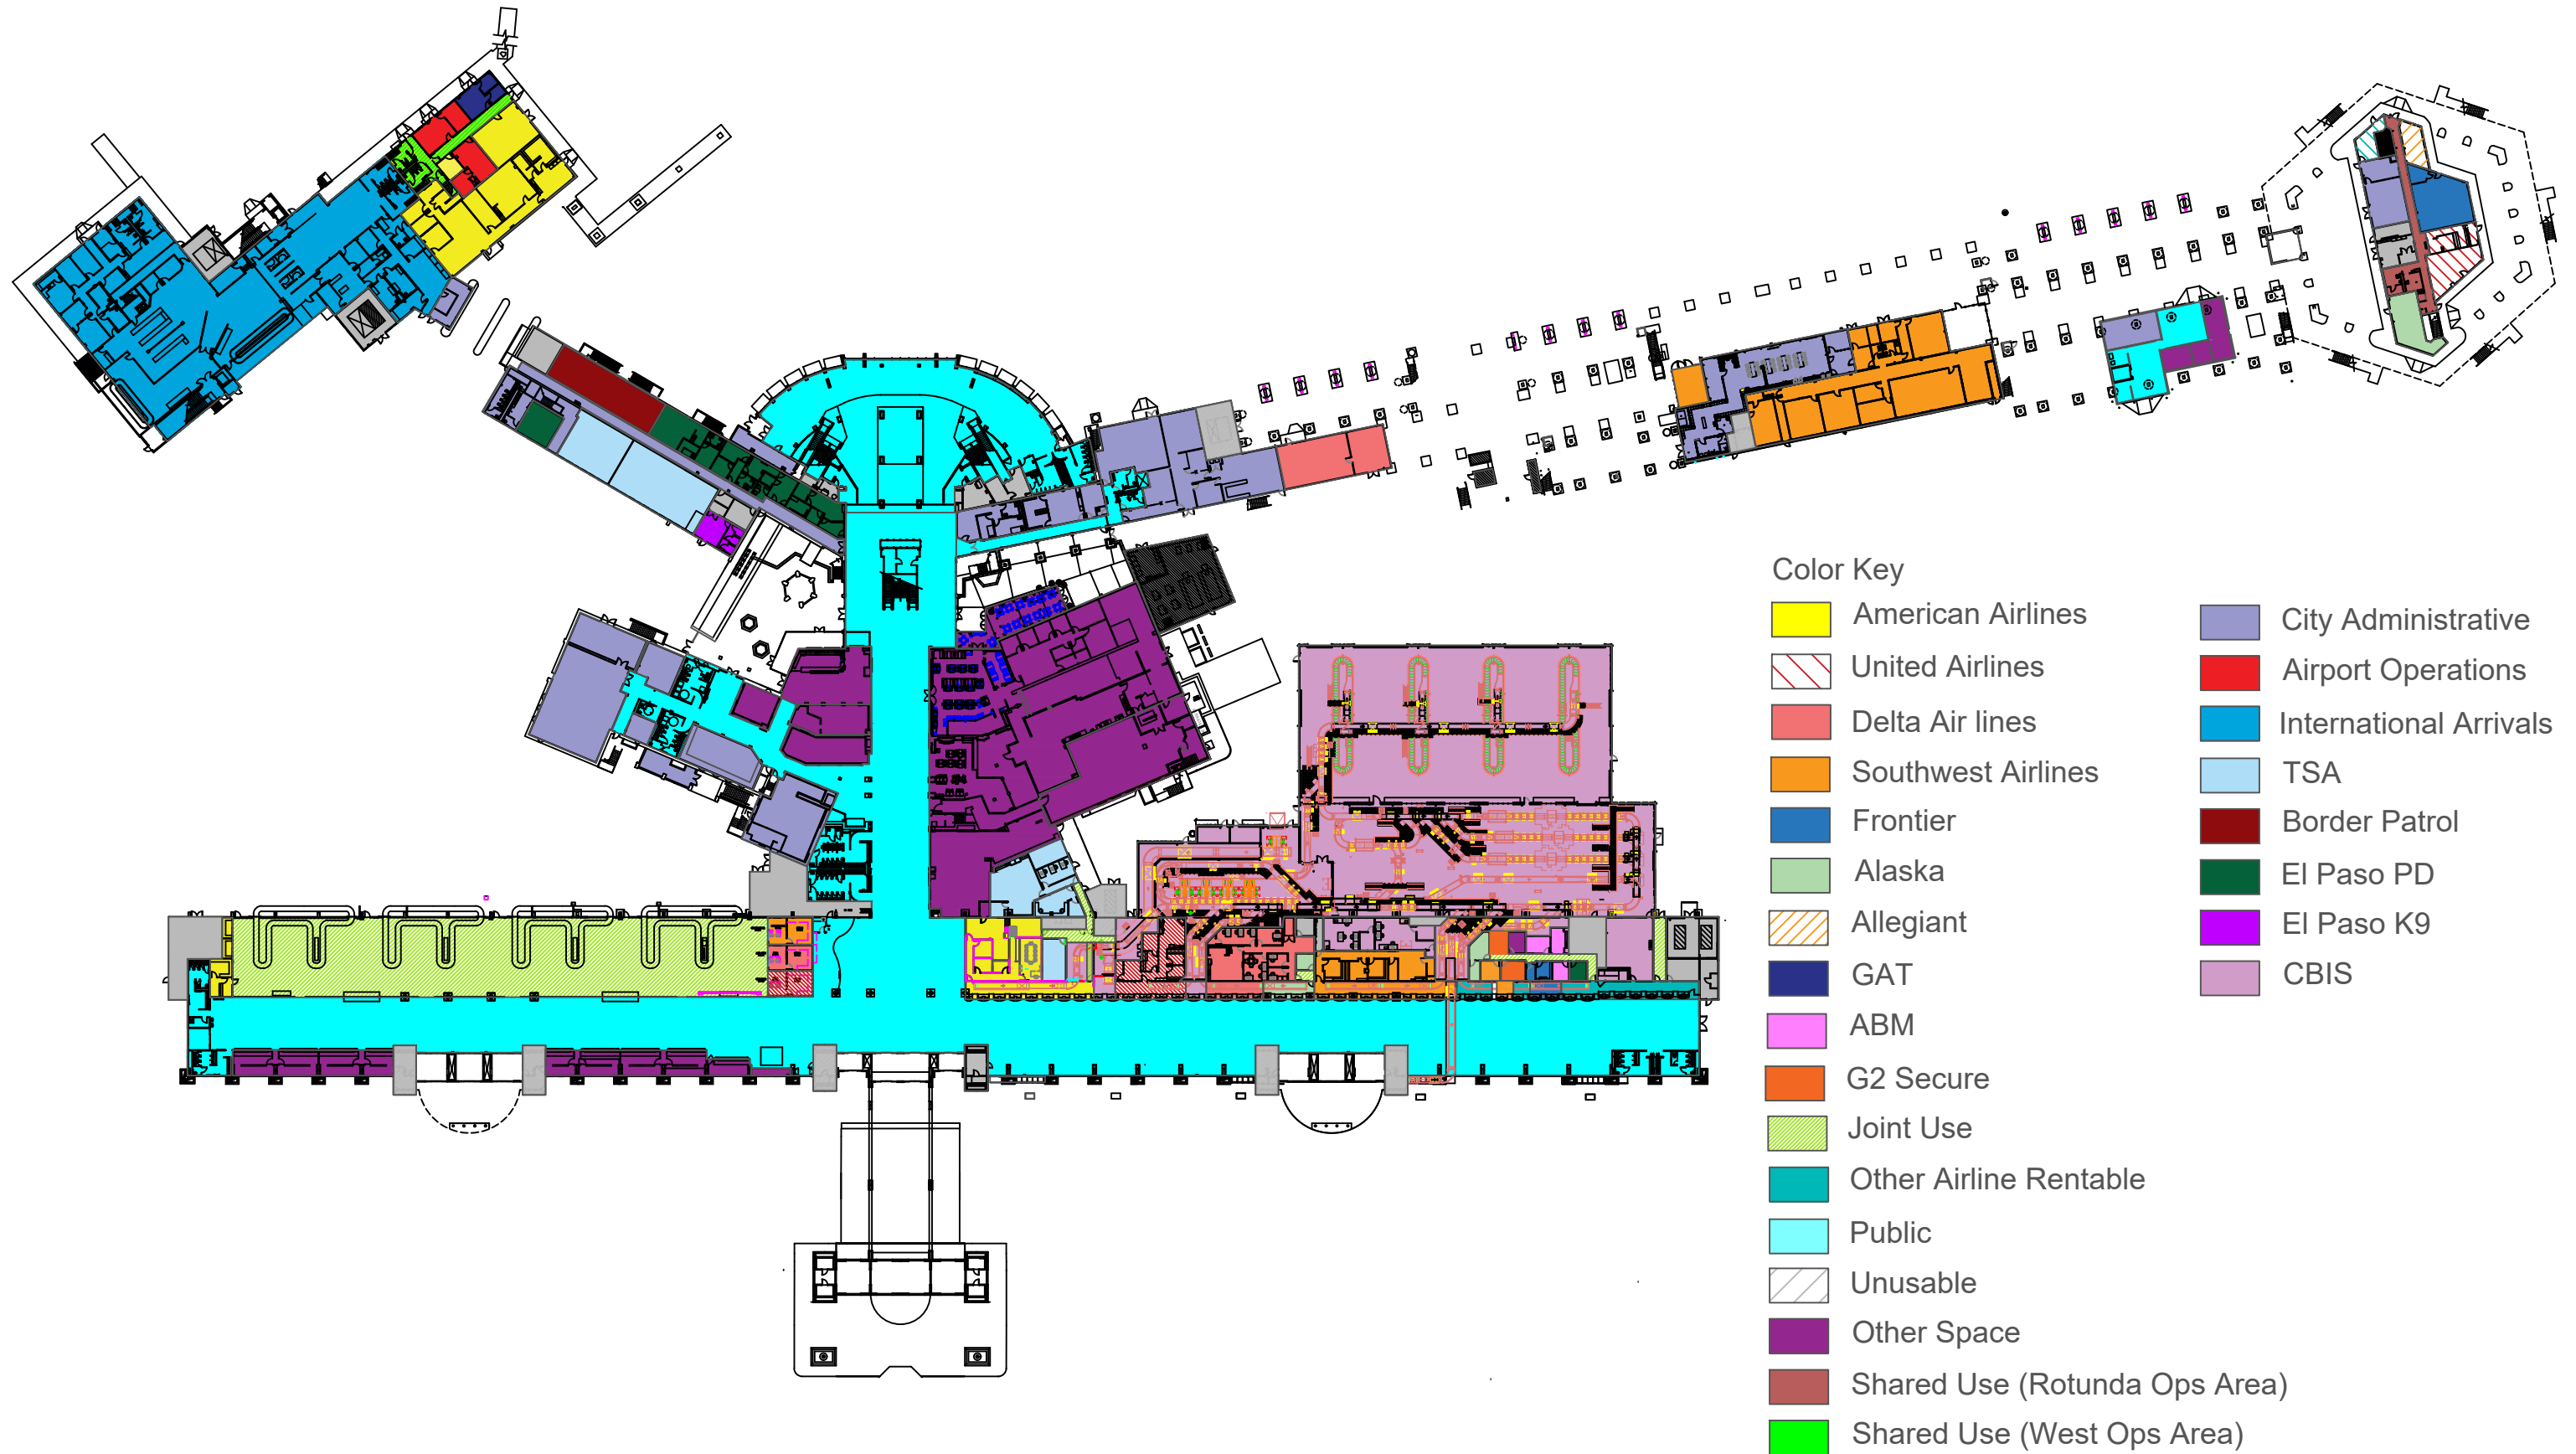 Color Key
American Airlines
United Airlines
Delta Air lines
Southwest Airlines
Frontier
Alaska
Allegiant
GAT
ABM
G2 Secure
Joint Use
Other Airline Rentable
Public
Unusable
Other Space
Shared Use (Rotunda Ops Area)
Shared Use (West Ops Area)
City Administrative
Airport Operations
International Arrivals
TSA
Border Patrol
El Paso PD
El Paso K9
CBIS